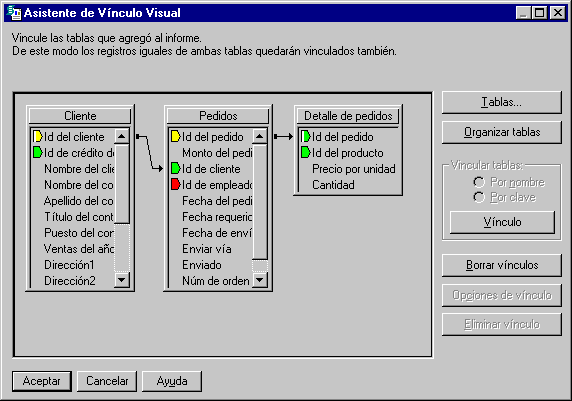 Asistente de Vínculo Visual
Vincule las tablas que agregó al informe.
De este modo los registros iguales de ambas tablas quedarán vinculados también.
Cliente
Id del cliente
Id de crédito de
Nombre del clie
Nombre del co
Apellido del co
Título del cont
Puesto del con
Ventas del año
Dirección1
Dirección2
Pedidos
Id del pedido
Monto del pedi
Id de cliente
Id de empleado
Fecha del pedi
Fecha requerid
Fecha de enví
Enviar vía
Enviado
Núm de orden
Detalle de pedidos
Id del pedido
Id del producto
Precio por unidad
Cantidad
Tablas...
Organizar tablas
Vincular tablas:
Por nombre
Por clave
Vínculo
Borrar vínculos
Opciones de vínculo
Eliminar vínculo
Aceptar
Cancelar
Ayuda